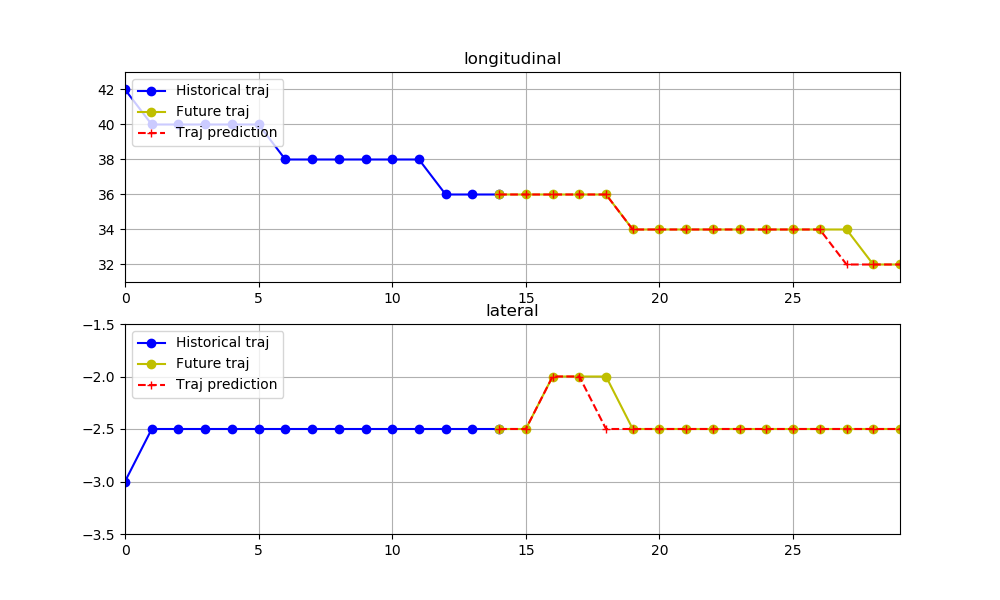 longitudinal
42
40
38
36
34
32
Historical traj
Future traj
Traj prediction
0 5 10 15 20 25
lateral
−1.5
−2.0
−2.5
−3.0
−3.5
Historical traj
Future traj
Traj prediction
0 5 10 15 20 25